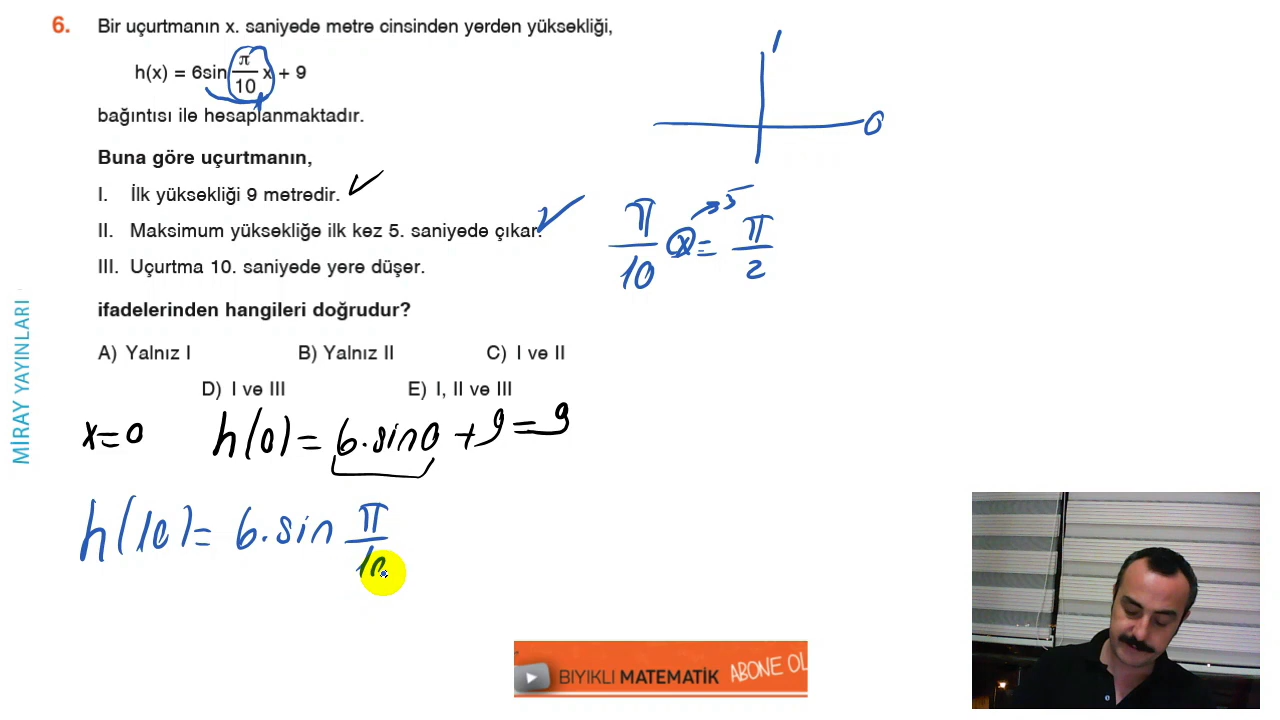 6. Bir uçurtmanın x. saniyede metre cinsinden yerden yüksekliği,
h(x) = 6sin π/10 x + 9
bağıntısı ile hesaplanmaktadır.
Buna göre uçurtmanın,
I. İlk yüksekliği 9 metredir.
II. Maksimum yüksekliğe ilk kez 5. saniyede çıkar.
III. Uçurtma 10. saniyede yere düşer.
ifadelerinden hangileri doğrudur?
A) Yalnız I B) Yalnız II C) I ve II
D) I ve III E) I, II ve III
x=0 h(0) = 6.sin0 + 9 = 9
h(10) = 6.sin π/10
1
0
π/10 x = π/2
5
MİRAY YAYINLARI
BIYIKLI MATEMATİK ABONE OL